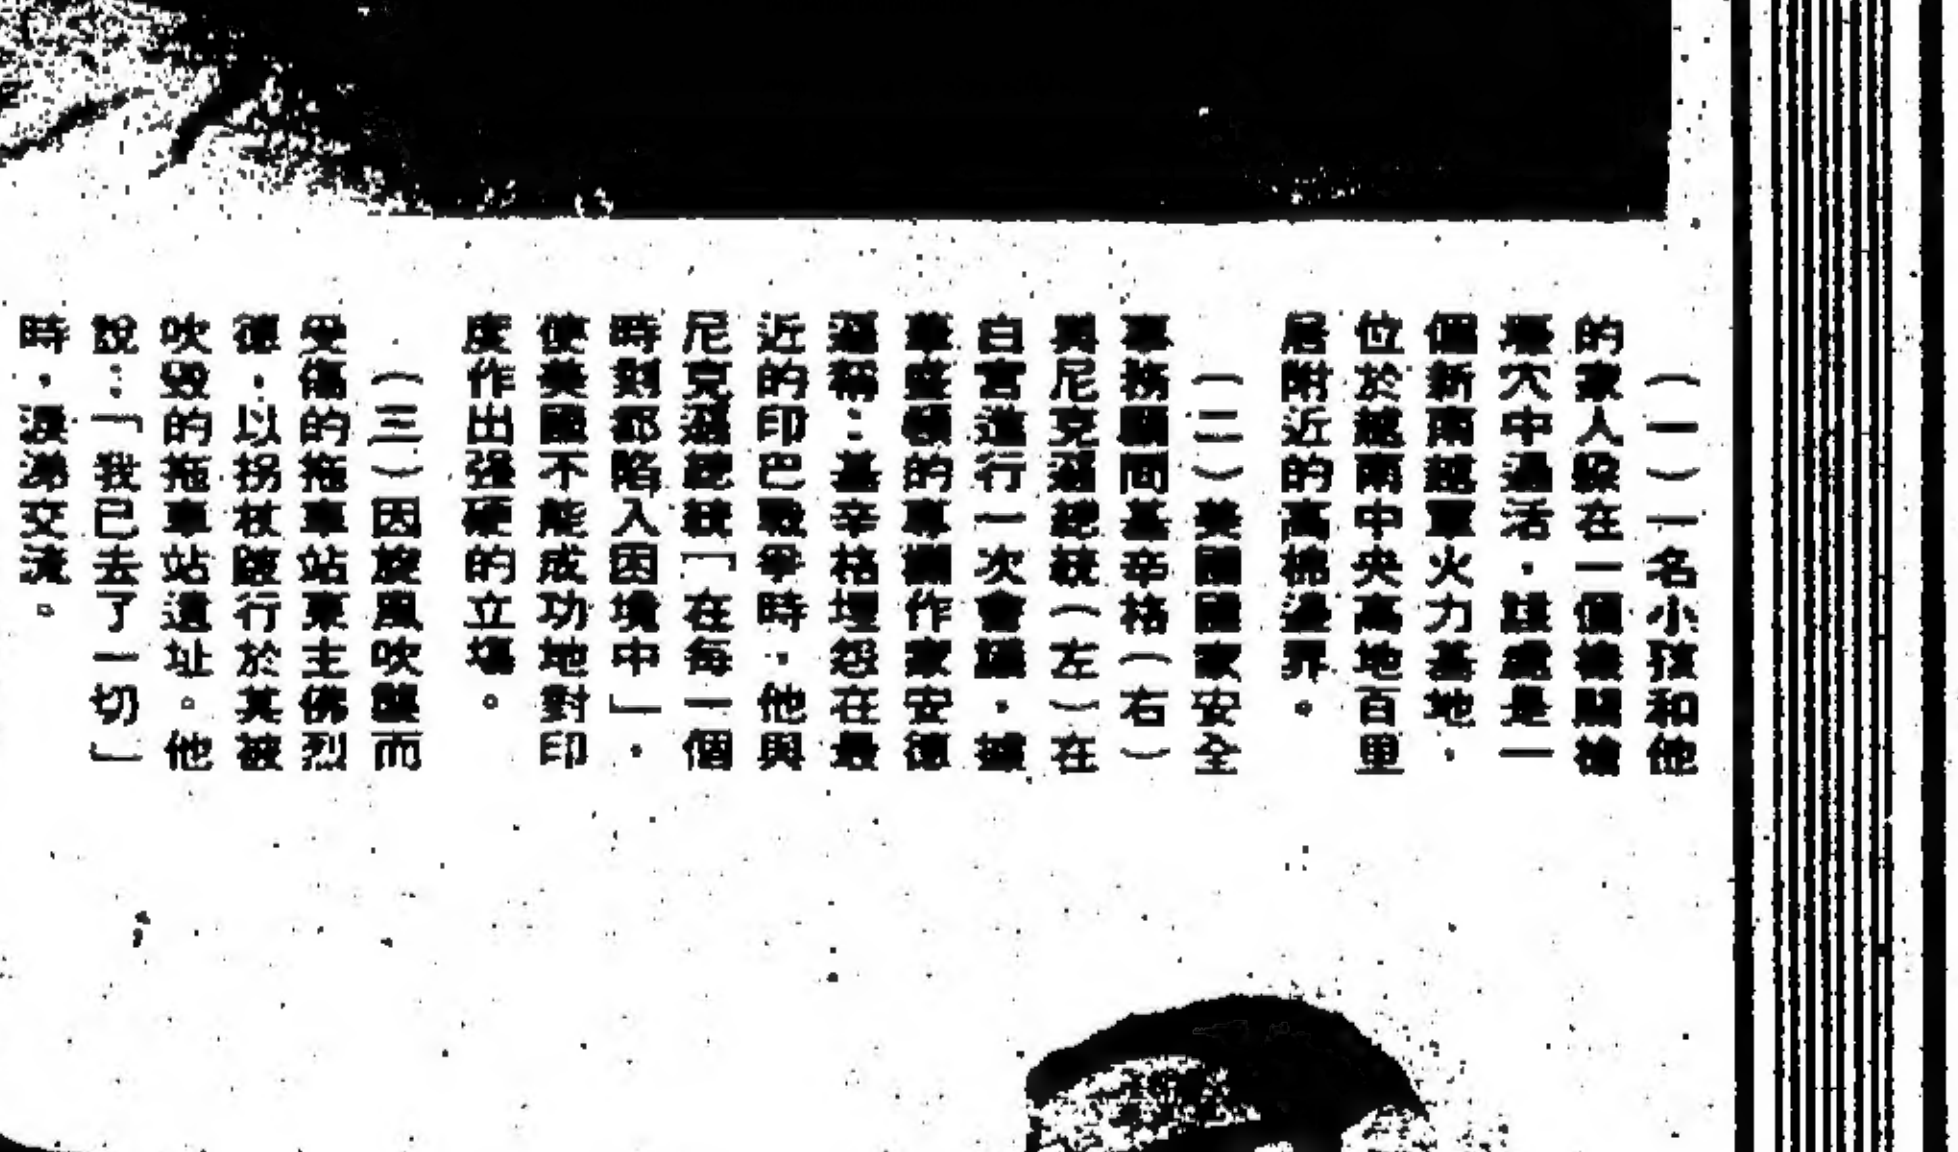 （一）一名小孩和他
的家人躲在一個機關槍
壕穴中過活，該處是一
個新南越軍火力基地，
位於越南中央高地百里
居附近的高棉邊界。
（二）美國國家安全
事務顧問基辛格（右）
與尼克遜總統（左）在
白宮進行一次會議，據
華盛頓的專欄作家安德
遜稱：基辛格埋怨在最
近的印巴戰爭時，他與
尼克遜總統「在每一個
時刻都陷入困境中」，
使美國不能成功地對印
度作出强硬的立場。
（三）因旋風吹襲而
受傷的拖車站東主佛烈
德，以拐杖跛行於其被
吹毀的拖車站遺址。他
說：「我已去了一切」
時，淚涕交流。